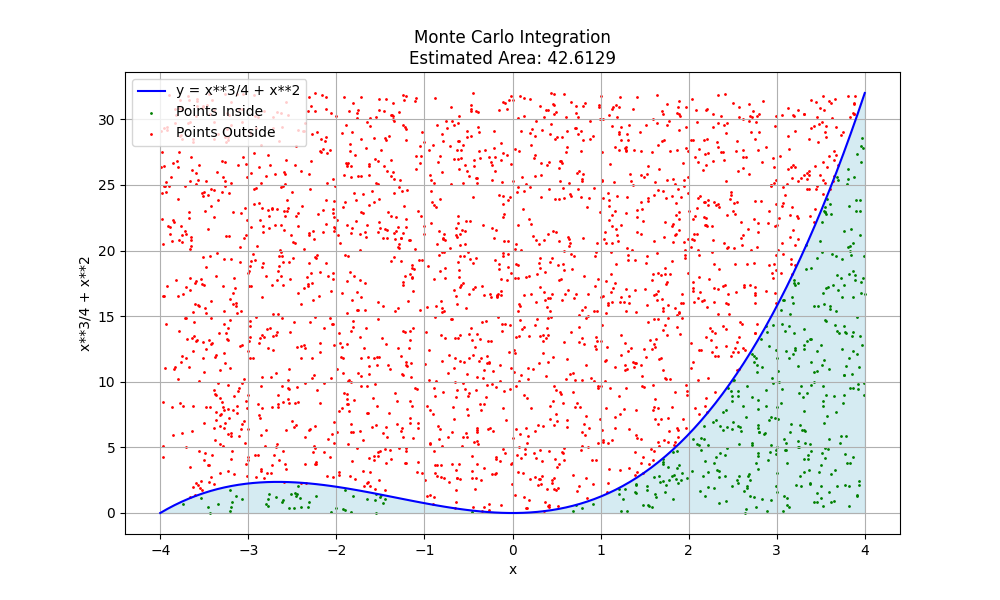 Monte Carlo Integration
Estimated Area: 42.6129
y = x**3/4 + x**2
Points Inside
Points Outside
x**3/4 + x**2
30
25
20
15
10
5
0
−4
−3
−2
−1
0
1
2
3
4
x